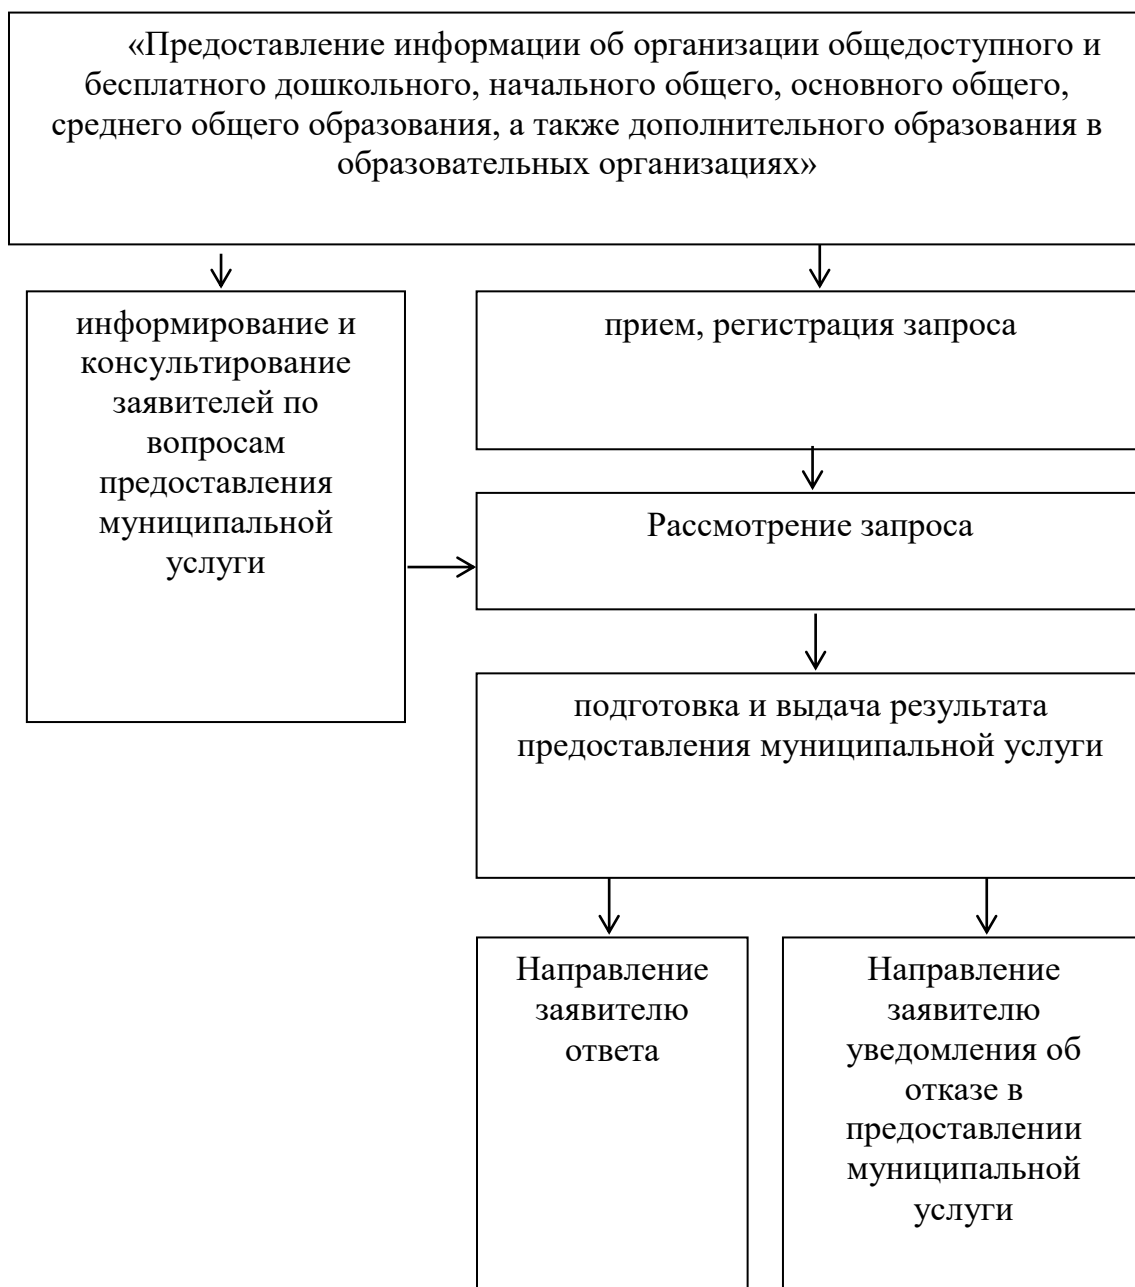 «Предоставление информации об организации общедоступного и
бесплатного дошкольного, начального общего, основного общего,
среднего общего образования, а также дополнительного образования в
образовательных организациях»
информирование и
консультирование
заявителей по
вопросам
предоставления
муниципальной
услуги
прием, регистрация запроса
Рассмотрение запроса
подготовка и выдача результата
предоставления муниципальной услуги
Направление
заявителю
ответа
Направление
заявителю
уведомления об
отказе в
предоставлении
муниципальной
услуги